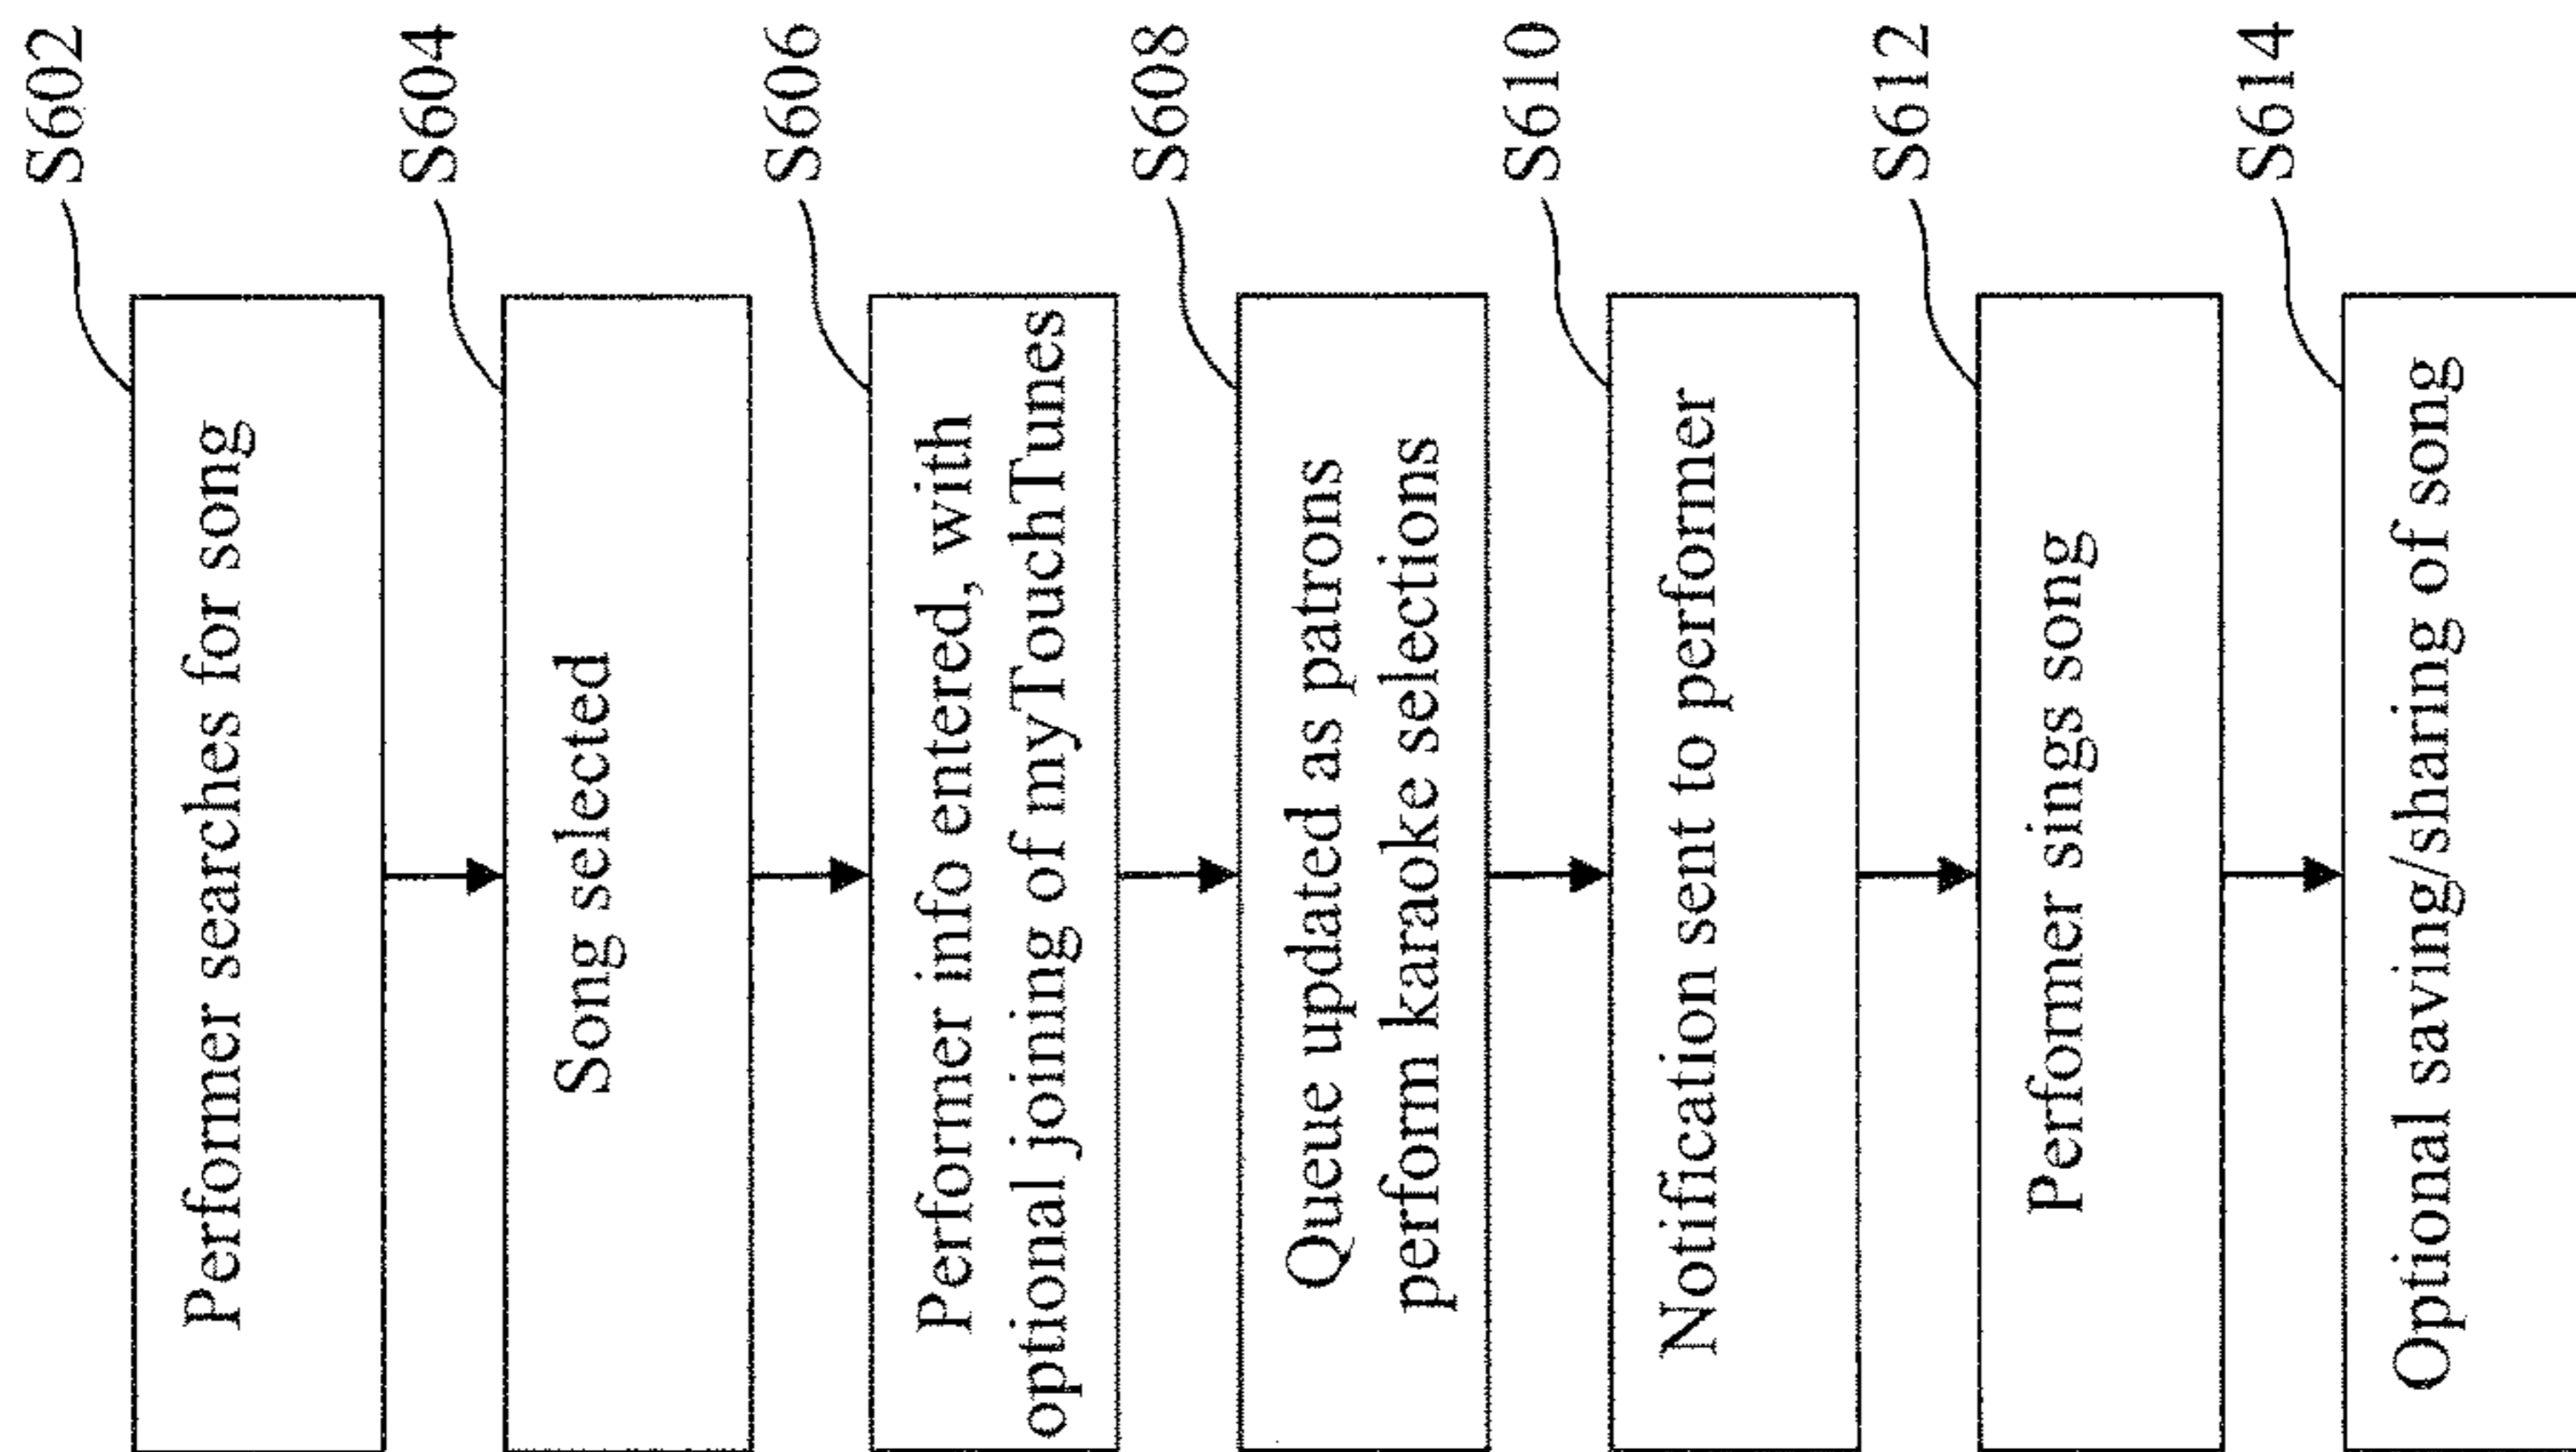 S602
Performer searches for song
S604
Song selected
S606
Performer info entered, with
optional joining of myTouchTunes
S608
Queue updated as patrons
perform karaoke selections
S610
Notification sent to performer
S612
Performer sings song
S614
Optional saving/sharing of song